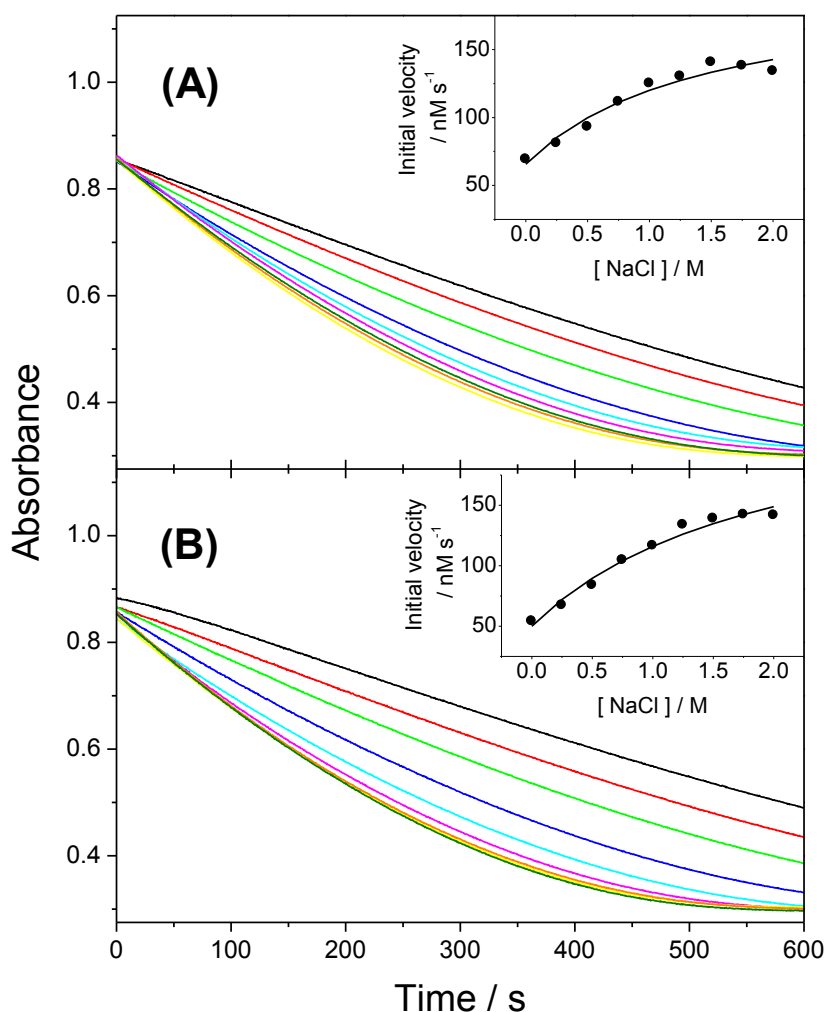 (A)
1.0
0.8
0.6
0.4
Initial velocity
/ nM s⁻¹
150
100
50
0.0 0.5 1.0 1.5 2.0
[ NaCl ] / M
Absorbance
(B)
1.0
0.8
0.6
0.4
Initial velocity
/ nM s⁻¹
150
100
50
0.0 0.5 1.0 1.5 2.0
[ NaCl ] / M
0 100 200 300 400 500 600
Time / s